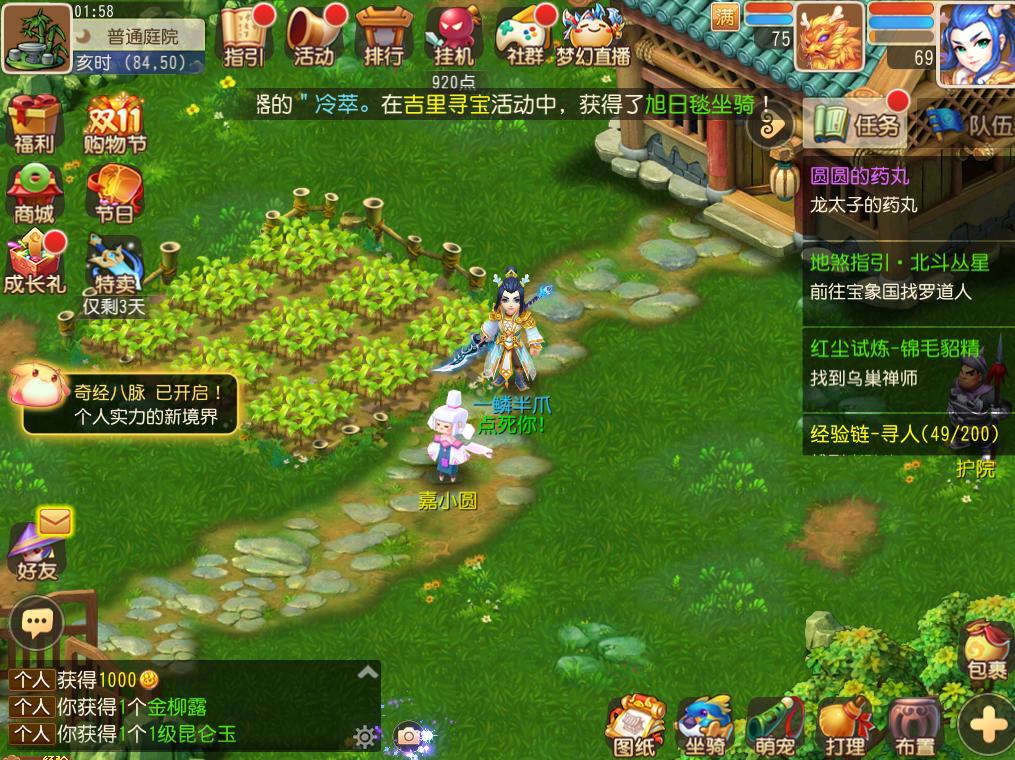 01:58
普通庭院
亥时 (84,50)
指引
活动
排行
挂机
社群
梦幻直播
满
75
69
920点
的"冷萃。在吉里寻宝活动中，获得了旭日毯坐骑！
福利
双11
购物节
商城
节日
成长礼
特卖
仅剩3天
任务
队伍
圆圆的药丸
龙太子的药丸
地煞指引·北斗丛星
前往宝象国找罗道人
红尘试炼-锦毛貂精
找到乌巢禅师
经验链-寻人(49/200)
护院
奇经八脉 已开启！
个人实力的新境界
一鳞半爪
点死你!
嘉小圆
好友
个人 获得1000
个人 你获得1个金柳露
个人 你获得1个1级昆仑玉
包裹
图纸
坐骑
萌宠
打理
布置